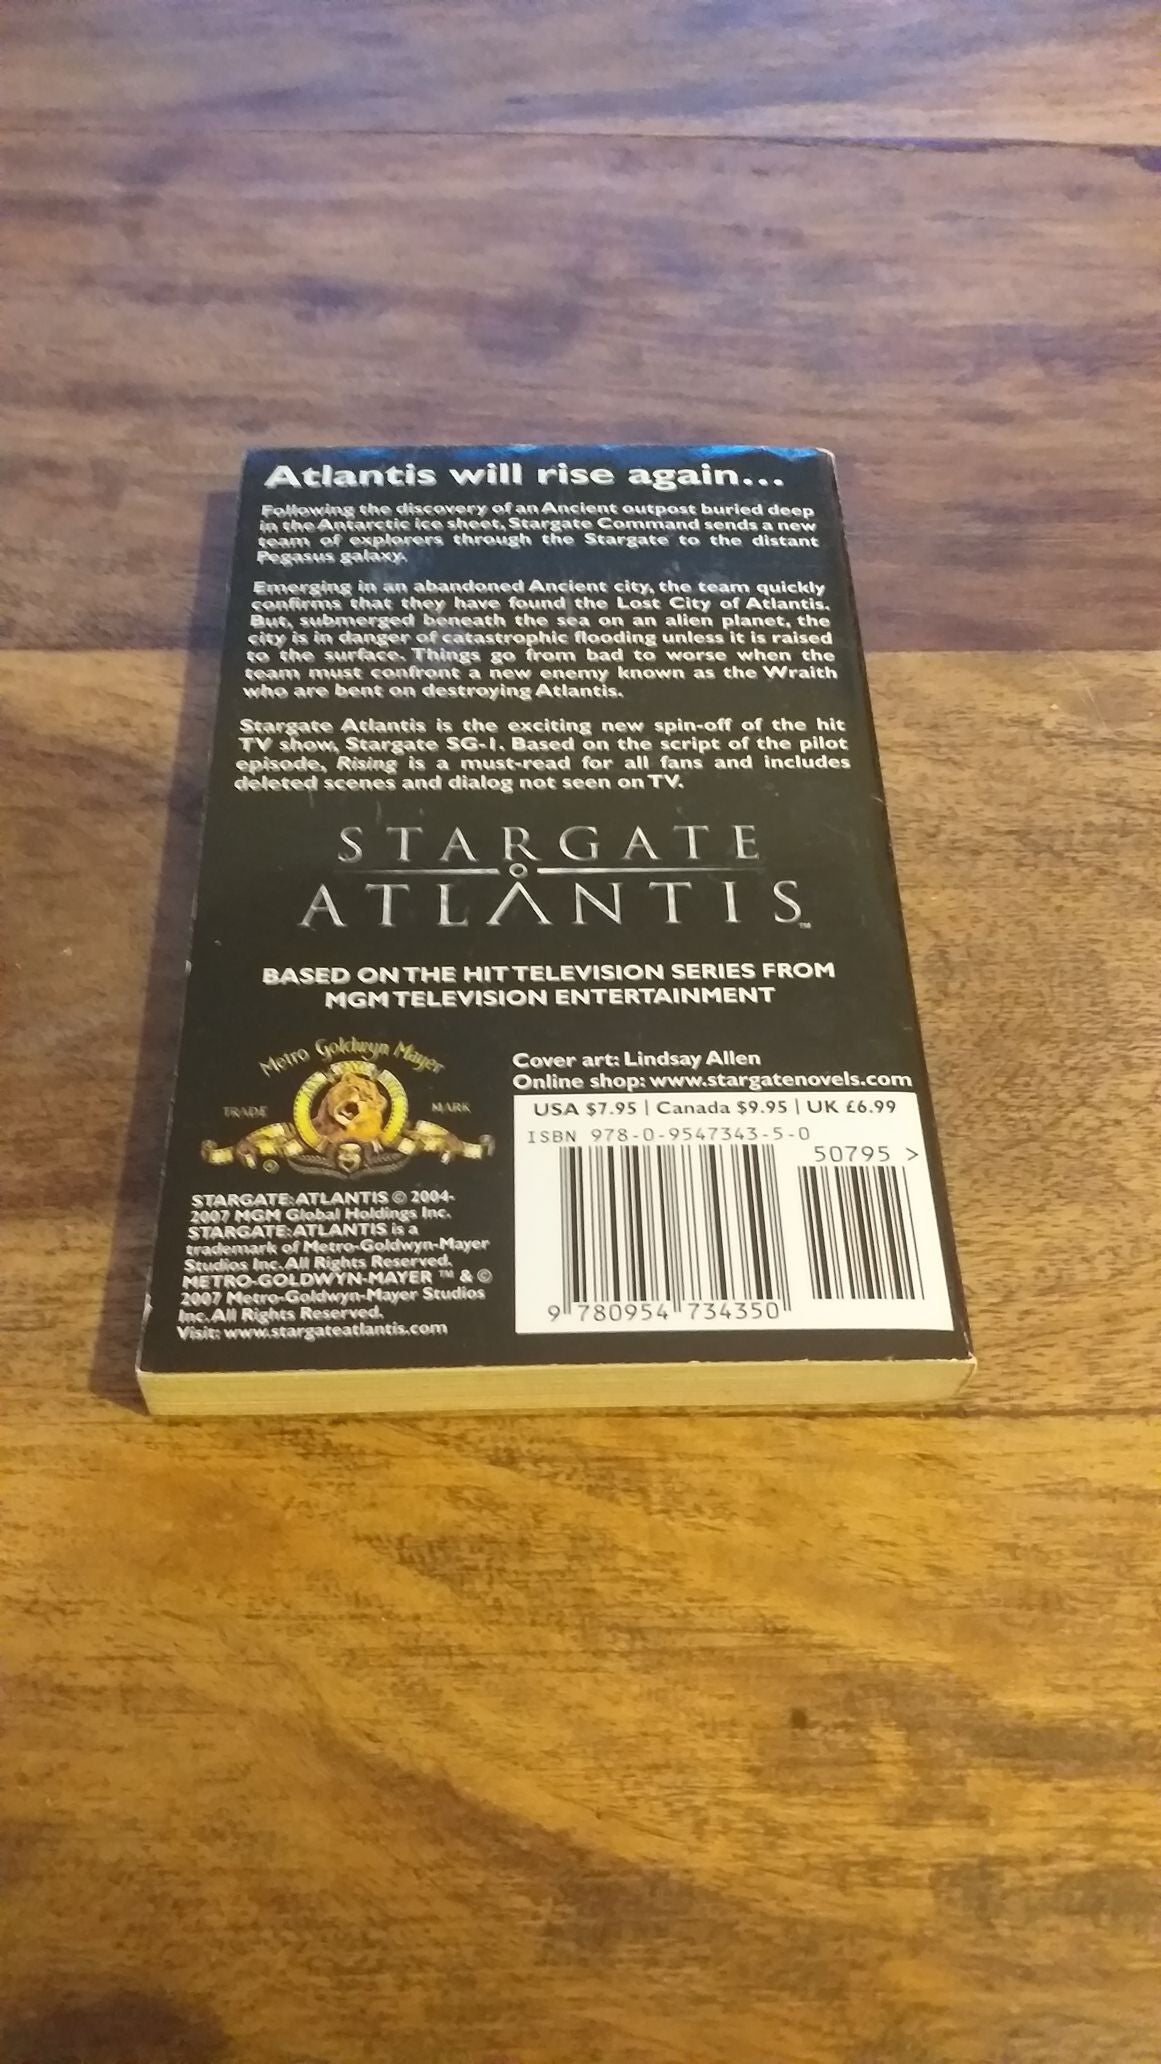 Atlantis will rise again...
Following the discovery of an Ancient outpost buried deep
in the Antarctic ice sheet, Stargate Command sends a new
team of explorers through the Stargate to the distant
Pegasus galaxy.
Emerging in an abandoned Ancient city, the team quickly
confirms that they have found the Lost City of Atlantis.
But, submerged beneath the sea on an alien planet, the
city is in danger of catastrophic flooding unless it is raised
to the surface. Things go from bad to worse when the
team must confront a new enemy known as the Wraith
who are bent on destroying Atlantis.
Stargate Atlantis is the exciting new spin-off of the hit
TV show, Stargate SG-1. Based on the script of the pilot
episode, Rising is a must-read for all fans and includes
deleted scenes and dialog not seen on TV.
STARGATE
ATLANTIS™
BASED ON THE HIT TELEVISION SERIES FROM
MGM TELEVISION ENTERTAINMENT
Metro Goldwyn Mayer
TRADE MARK
®
STARGATE: ATLANTIS © 2004-
2007 MGM Global Holdings Inc.
STARGATE: ATLANTIS is a
trademark of Metro-Goldwyn-Mayer
Studios Inc. All Rights Reserved.
METRO-GOLDWYN-MAYER ™ & ©
2007 Metro-Goldwyn-Mayer Studios
Inc. All Rights Reserved.
Visit: www.stargateatlantis.com
Cover art: Lindsay Allen
Online shop: www.stargatenovels.com
USA $7.95 | Canada $9.95 | UK £6.99
ISBN 978-0-9547343-5-0
50795 >
9 780954 734350